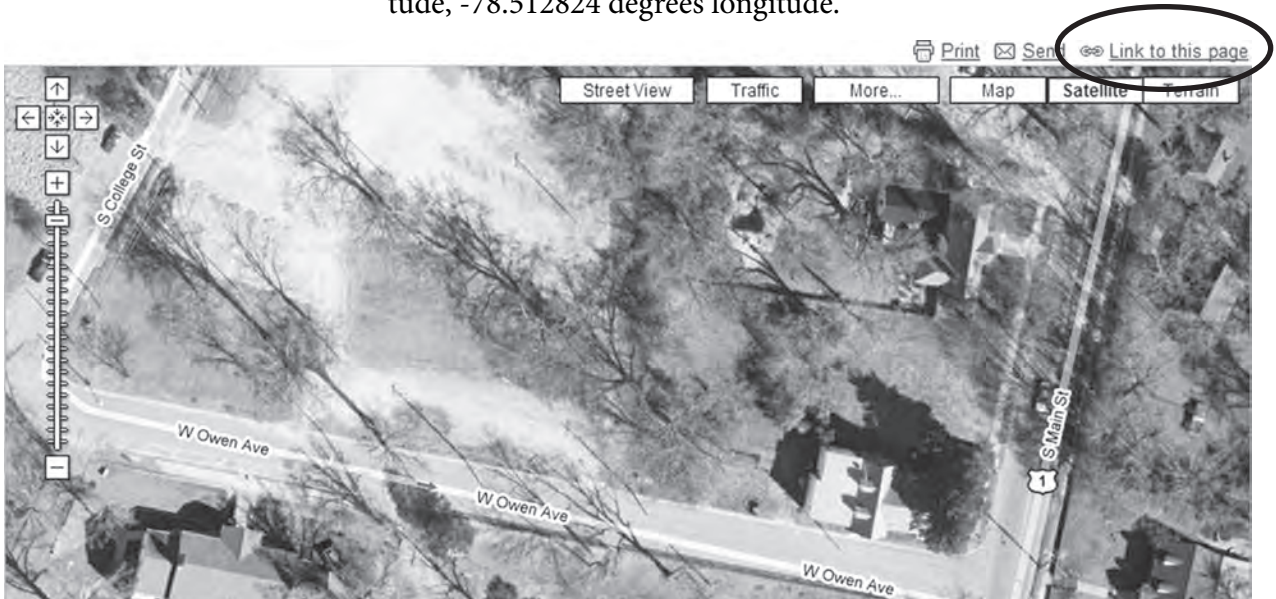 tude, -78.512824 degrees longitude.
Print Send Link to this page
Street View Traffic More... Map Satellite Terrain
S College St
S Main St
1
W Owen Ave
W Owen Ave
W Owen Ave